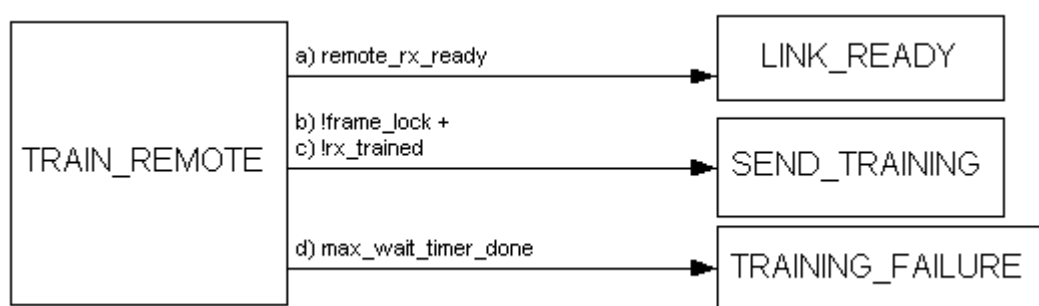 TRAIN_REMOTE
a) remote_rx_ready
LINK_READY
b) !frame_lock +
c) !rx_trained
SEND_TRAINING
d) max_wait_timer_done
TRAINING_FAILURE